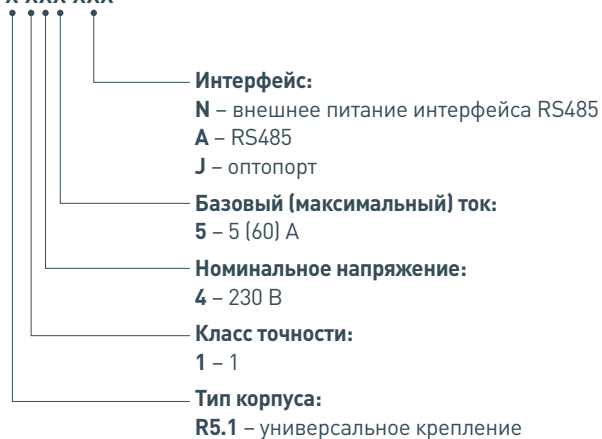 Интерфейс:
N – внешнее питание интерфейса RS485
A – RS485
J – оптопорт
Базовый (максимальный) ток:
5 – 5 (60) А
Номинальное напряжение:
4 – 230 В
Класс точности:
1 – 1
Тип корпуса:
R5.1 – универсальное крепление